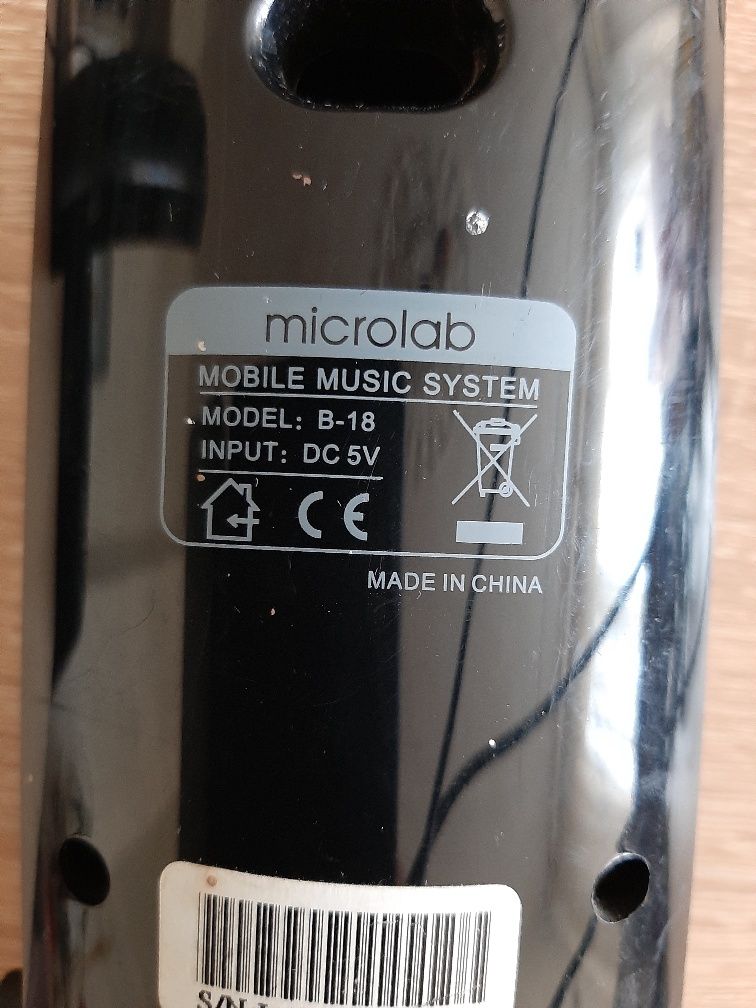 microlab
MOBILE MUSIC SYSTEM
MODEL: B-18
INPUT: DC 5V
CE
MADE IN CHINA
S/N